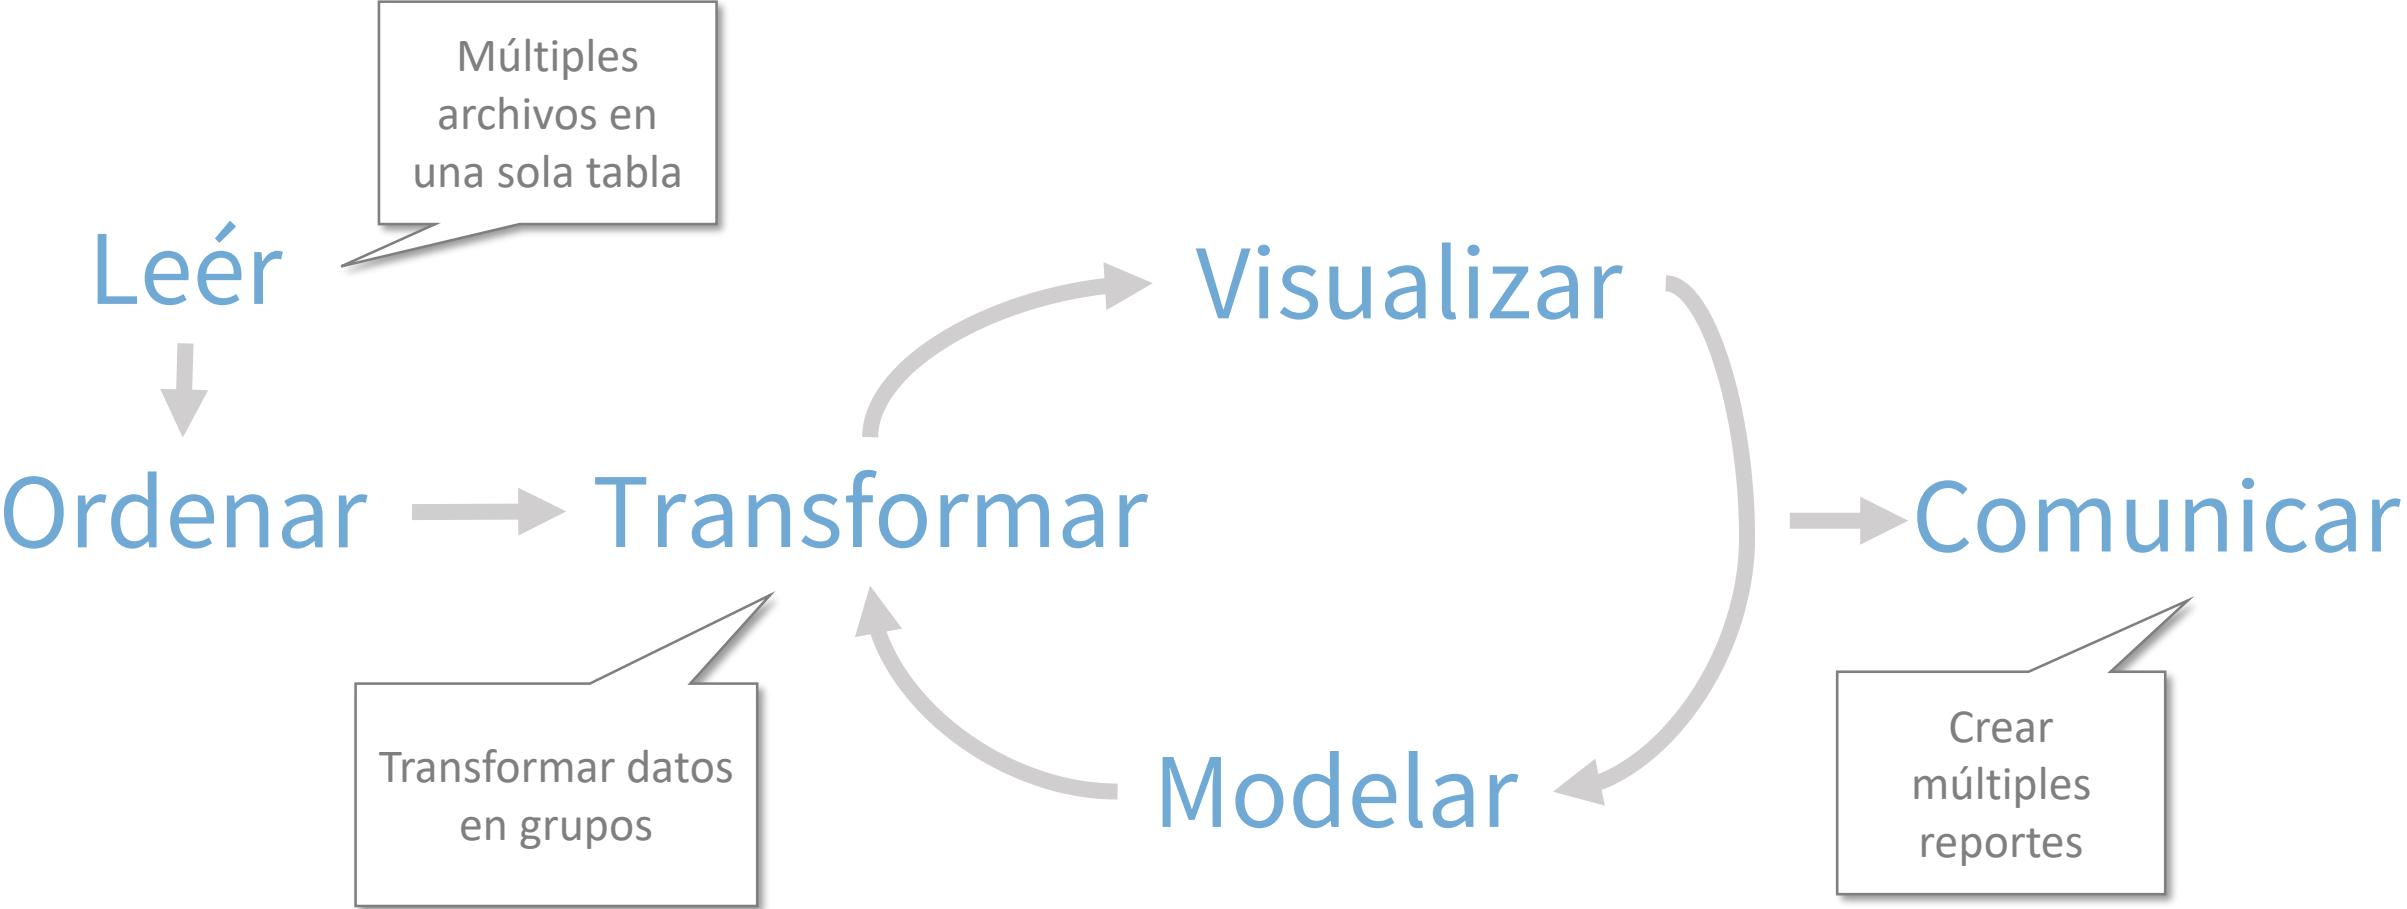 Múltiples
archivos en
una sola tabla
Leér
Visualizar
Ordenar
Transformar
Comunicar
Transformar datos
en grupos
Modelar
Crear
múltiples
reportes